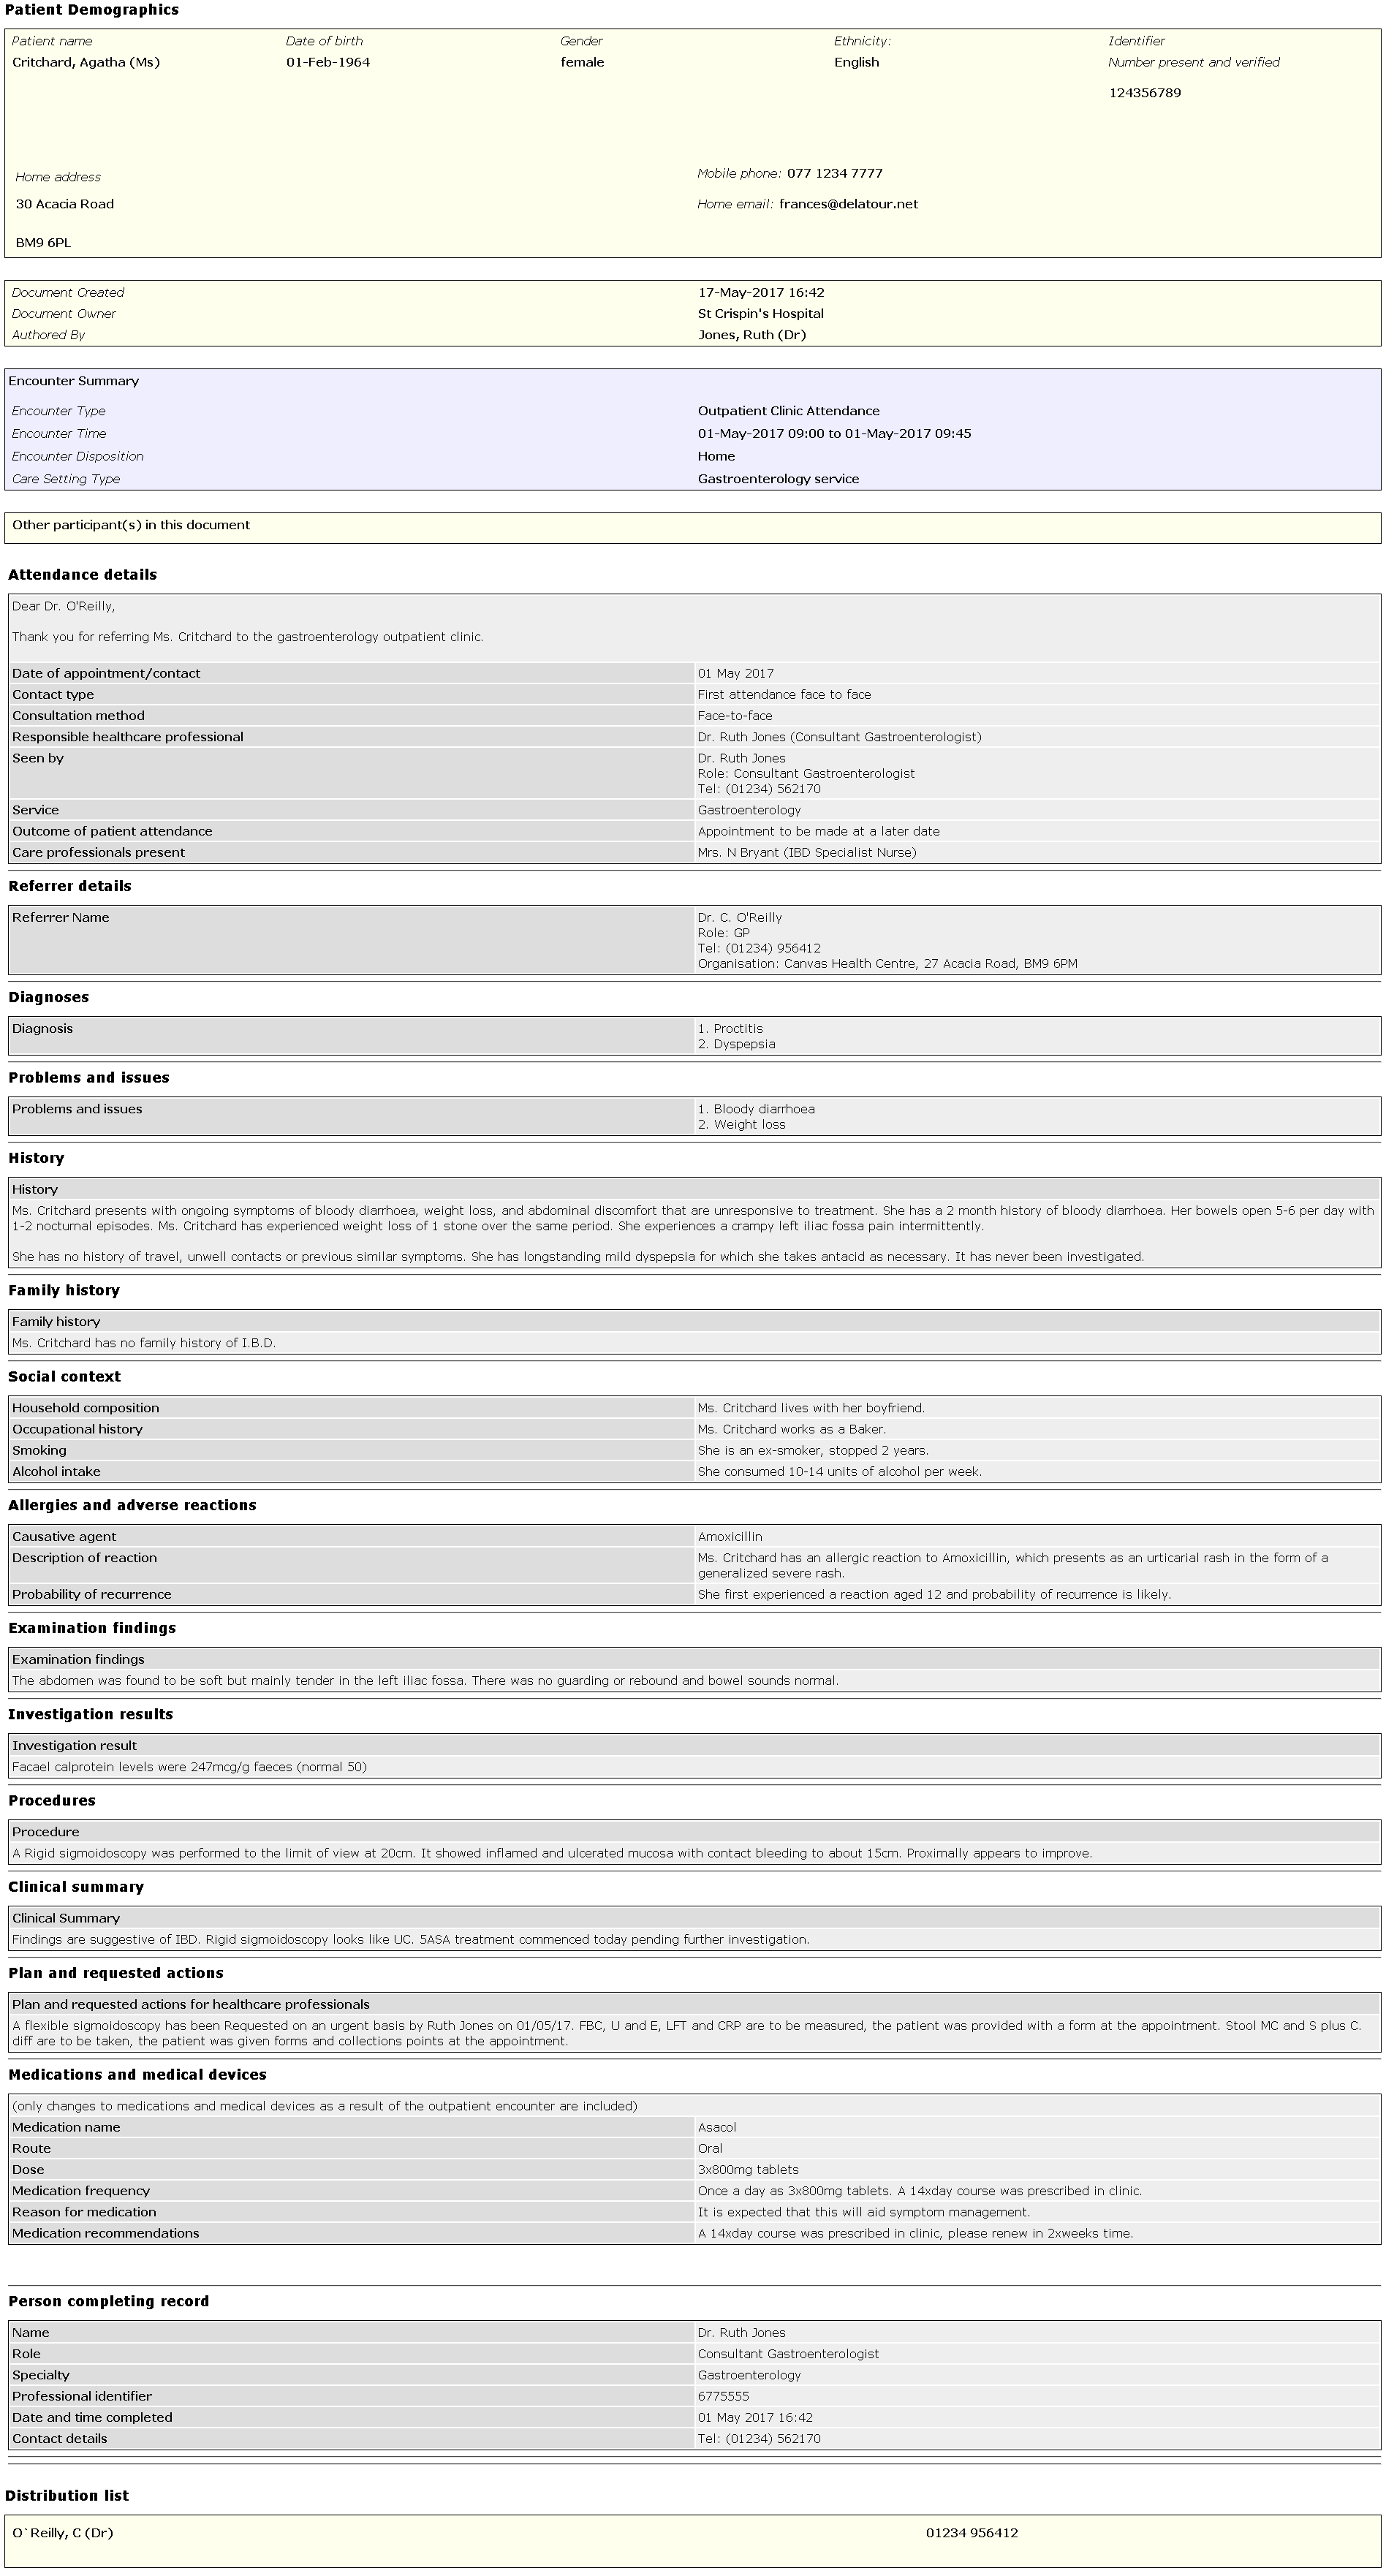 Patient Demographics
Patient name Date of birth Gender Ethnicity: Identifier
Critchard, Agatha (Ms) 01-Feb-1964 female English Number present and verified
124356789
Home address Mobile phone: 077 1234 7777
30 Acacia Road Home email: frances@delatour.net
BM9 6PL
Document Created 17-May-2017 16:42
Document Owner St Crispin's Hospital
Authored By Jones, Ruth (Dr)
Encounter Summary
Encounter Type Outpatient Clinic Attendance
Encounter Time 01-May-2017 09:00 to 01-May-2017 09:45
Encounter Disposition Home
Care Setting Type Gastroenterology service
Other participant(s) in this document
Attendance details
Dear Dr. O'Reilly,
Thank you for referring Ms. Critchard to the gastroenterology outpatient clinic.
Date of appointment/contact 01 May 2017
Contact type First attendance face to face
Consultation method Face-to-face
Responsible healthcare professional Dr. Ruth Jones (Consultant Gastroenterologist)
Seen by Dr. Ruth Jones
Role: Consultant Gastroenterologist
Tel: (01234) 562170
Service Gastroenterology
Outcome of patient attendance Appointment to be made at a later date
Care professionals present Mrs. N Bryant (IBD Specialist Nurse)
Referrer details
Referrer Name Dr. C. O'Reilly
Role: GP
Tel: (01234) 956412
Organisation: Canvas Health Centre, 27 Acacia Road, BM9 6PM
Diagnoses
Diagnosis 1. Proctitis
2. Dyspepsia
Problems and issues
Problems and issues 1. Bloody diarrhoea
2. Weight loss
History
History
Ms. Critchard presents with ongoing symptoms of bloody diarrhoea, weight loss, and abdominal discomfort that are unresponsive to treatment. She has a 2 month history of bloody diarrhoea. Her bowels open 5-6 per day with
1-2 nocturnal episodes. Ms. Critchard has experienced weight loss of 1 stone over the same period. She experiences a crampy left iliac fossa pain intermittently.
She has no history of travel, unwell contacts or previous similar symptoms. She has longstanding mild dyspepsia for which she takes antacid as necessary. It has never been investigated.
Family history
Family history
Ms. Critchard has no family history of I.B.D.
Social context
Household composition Ms. Critchard lives with her boyfriend.
Occupational history Ms. Critchard works as a Baker.
Smoking She is an ex-smoker, stopped 2 years.
Alcohol intake She consumed 10-14 units of alcohol per week.
Allergies and adverse reactions
Causative agent Amoxicillin
Description of reaction Ms. Critchard has an allergic reaction to Amoxicillin, which presents as an urticarial rash in the form of a
generalized severe rash.
Probability of recurrence She first experienced a reaction aged 12 and probability of recurrence is likely.
Examination findings
Examination findings
The abdomen was found to be soft but mainly tender in the left iliac fossa. There was no guarding or rebound and bowel sounds normal.
Investigation results
Investigation result
Facael calprotein levels were 247mcg/g faeces (normal 50)
Procedures
Procedure
A Rigid sigmoidoscopy was performed to the limit of view at 20cm. It showed inflamed and ulcerated mucosa with contact bleeding to about 15cm. Proximally appears to improve.
Clinical summary
Clinical Summary
Findings are suggestive of IBD. Rigid sigmoidoscopy looks like UC. 5ASA treatment commenced today pending further investigation.
Plan and requested actions
Plan and requested actions for healthcare professionals
A flexible sigmoidoscopy has been Requested on an urgent basis by Ruth Jones on 01/05/17. FBC, U and E, LFT and CRP are to be measured, the patient was provided with a form at the appointment. Stool MC and S plus C.
diff are to be taken, the patient was given forms and collections points at the appointment.
Medications and medical devices
(only changes to medications and medical devices as a result of the outpatient encounter are included)
Medication name Asacol
Route Oral
Dose 3x800mg tablets
Medication frequency Once a day as 3x800mg tablets. A 14xday course was prescribed in clinic.
Reason for medication It is expected that this will aid symptom management.
Medication recommendations A 14xday course was prescribed in clinic, please renew in 2xweeks time.
Person completing record
Name Dr. Ruth Jones
Role Consultant Gastroenterologist
Specialty Gastroenterology
Professional identifier 6775555
Date and time completed 01 May 2017 16:42
Contact details Tel: (01234) 562170
Distribution list
O`Reilly, C (Dr) 01234 956412